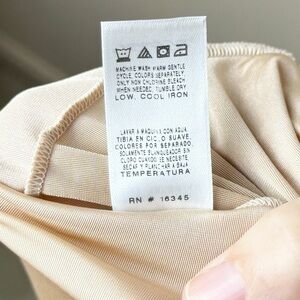 MACHINE WASH WARM GENTLE
CYCLE, COLORS SEPARATELY,
ONLY NON CHLORINE BLEACH
WHEN NEEDED, TUMBLE DRY
LOW, COOL IRON
LAVAR A MAQUINA CON AGUA
TIBIA EN CICLO SUAVE,
COLORES POR SEPARADO,
SOLAMENTE BLANQUEADOR SIN
CLORO CUANDO SE NECESITE,
SECAR Y PLANCHAR A BAJA
TEMPERATURA
RN # 16345